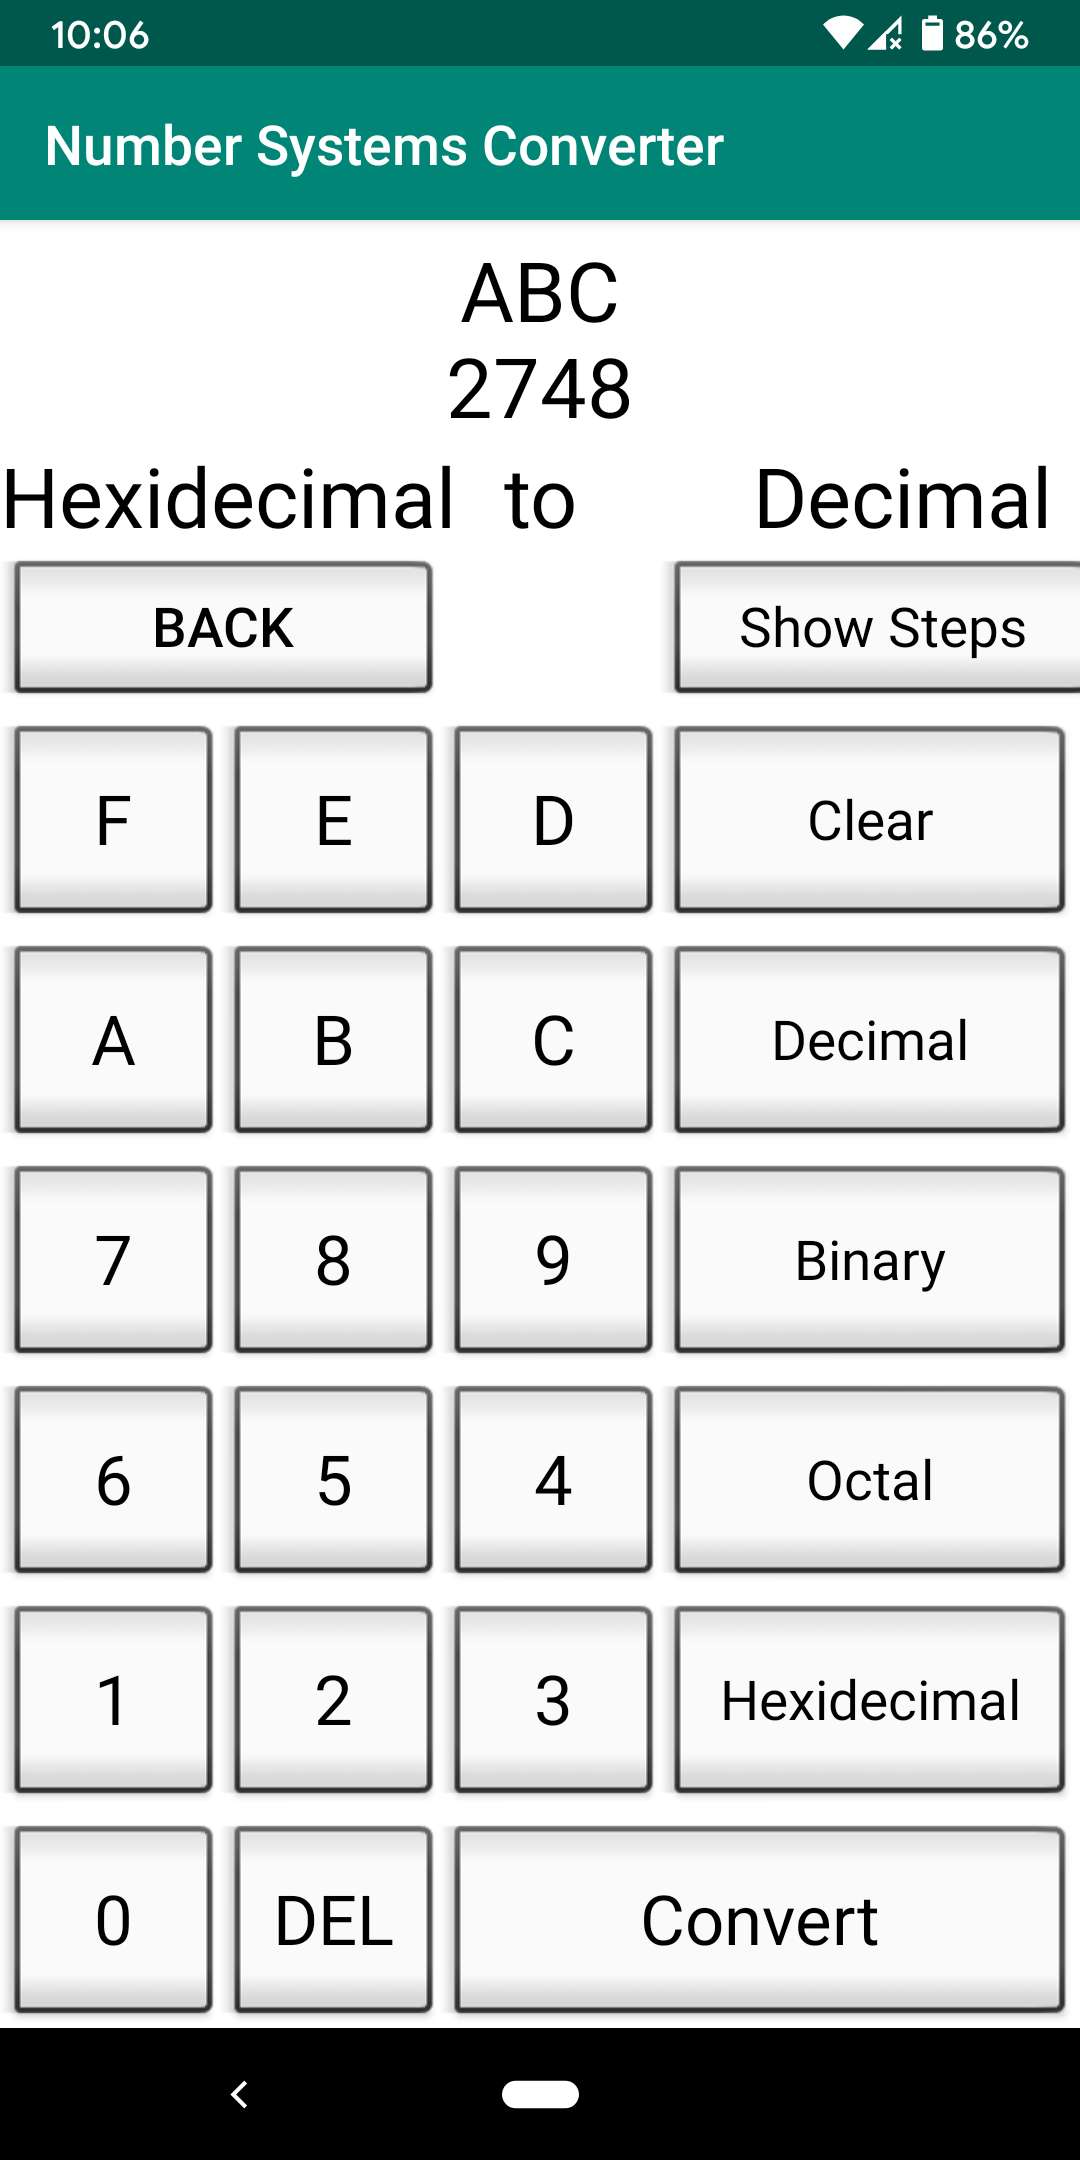 10:06 86%
Number Systems Converter
ABC
2748
Hexidecimal to Decimal
BACK Show Steps
F E D Clear
A B C Decimal
7 8 9 Binary
6 5 4 Octal
1 2 3 Hexidecimal
0 DEL Convert